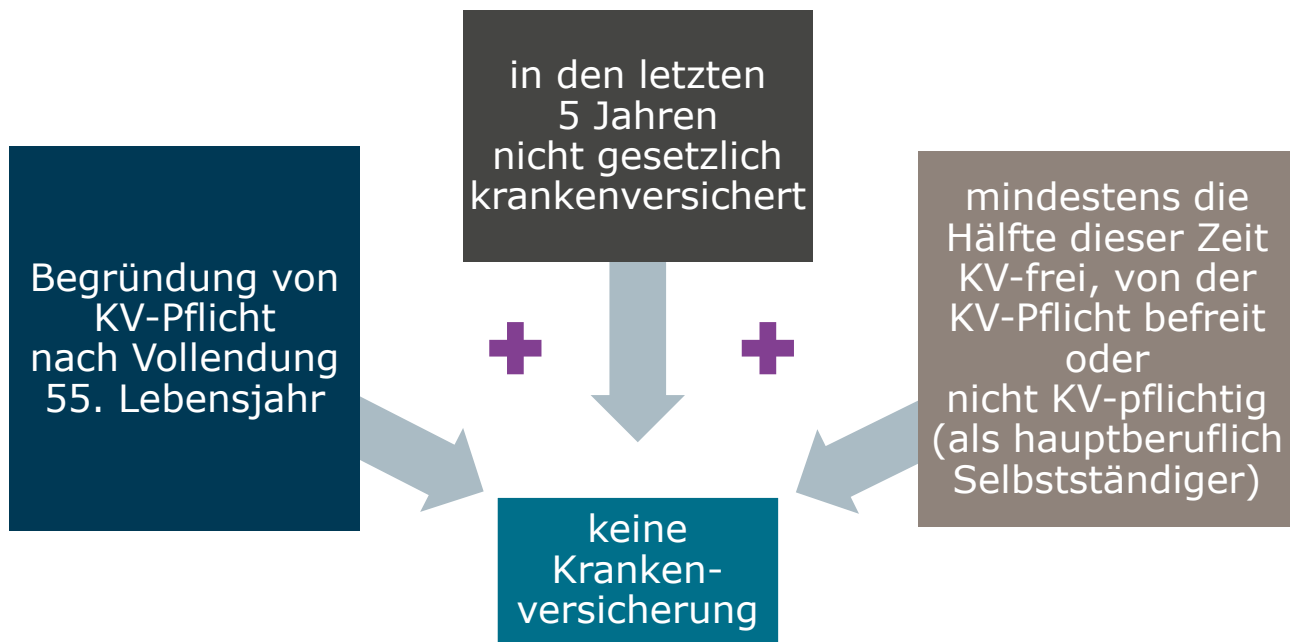 Begründung von
KV-Pflicht
nach Vollendung
55. Lebensjahr
in den letzten
5 Jahren
nicht gesetzlich
krankenversichert
mindestens die
Hälfte dieser Zeit
KV-frei, von der
KV-Pflicht befreit
oder
nicht KV-pflichtig
(als hauptberuflich
Selbstständiger)
keine
Kranken-
versicherung